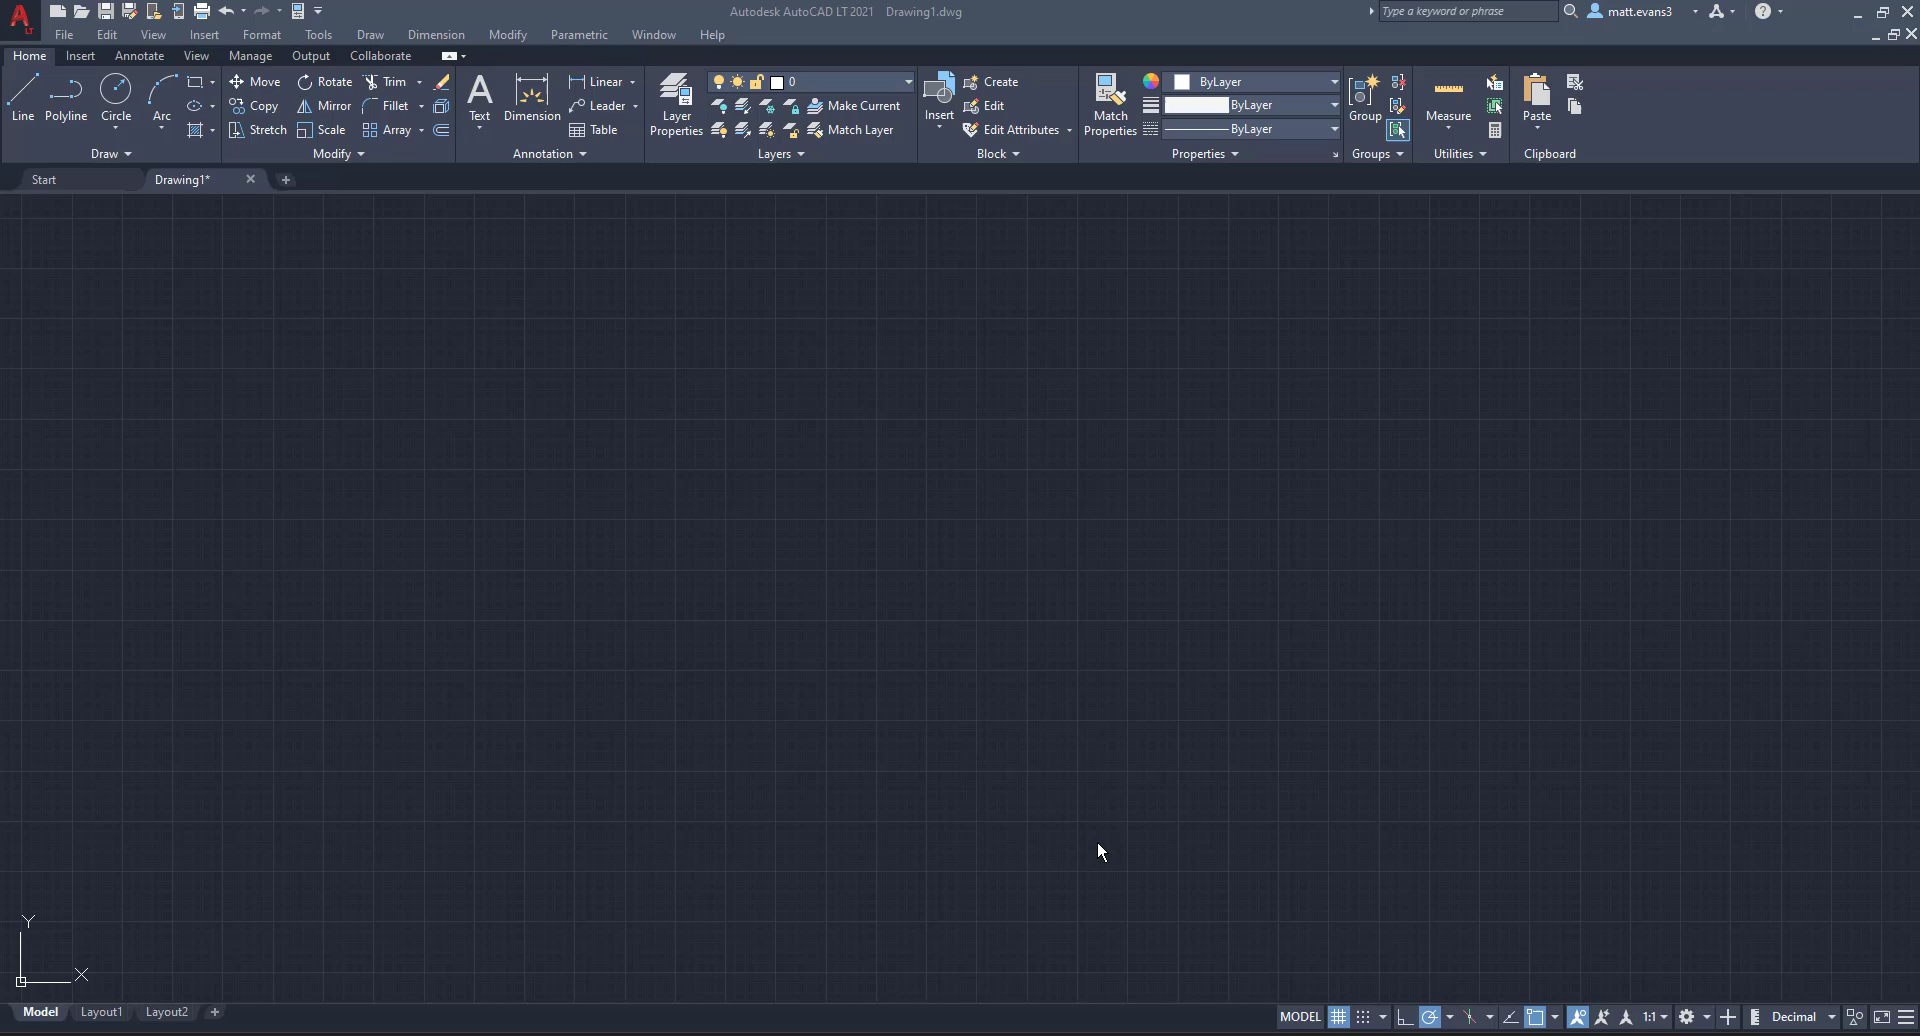 Autodesk AutoCAD LT 2021 Drawing1.dwg Type a keyword or phrase matt.evans3
File Edit View Insert Format Tools Draw Dimension Modify Parametric Window Help
Home Insert Annotate View Manage Output Collaborate
Line Polyline Circle Arc
Move Rotate Trim
Copy Mirror Fillet
Stretch Scale Array
Text Dimension
Linear
Leader
Table
Layer Properties
0
Make Current
Match Layer
Insert
Create
Edit
Edit Attributes
Match Properties
ByLayer
ByLayer
ByLayer
Group
Measure
Paste
Draw Modify Annotation Layers Block Properties Groups Utilities Clipboard
Start Drawing1*
Y
X
Model Layout1 Layout2
MODEL 1:1 Decimal